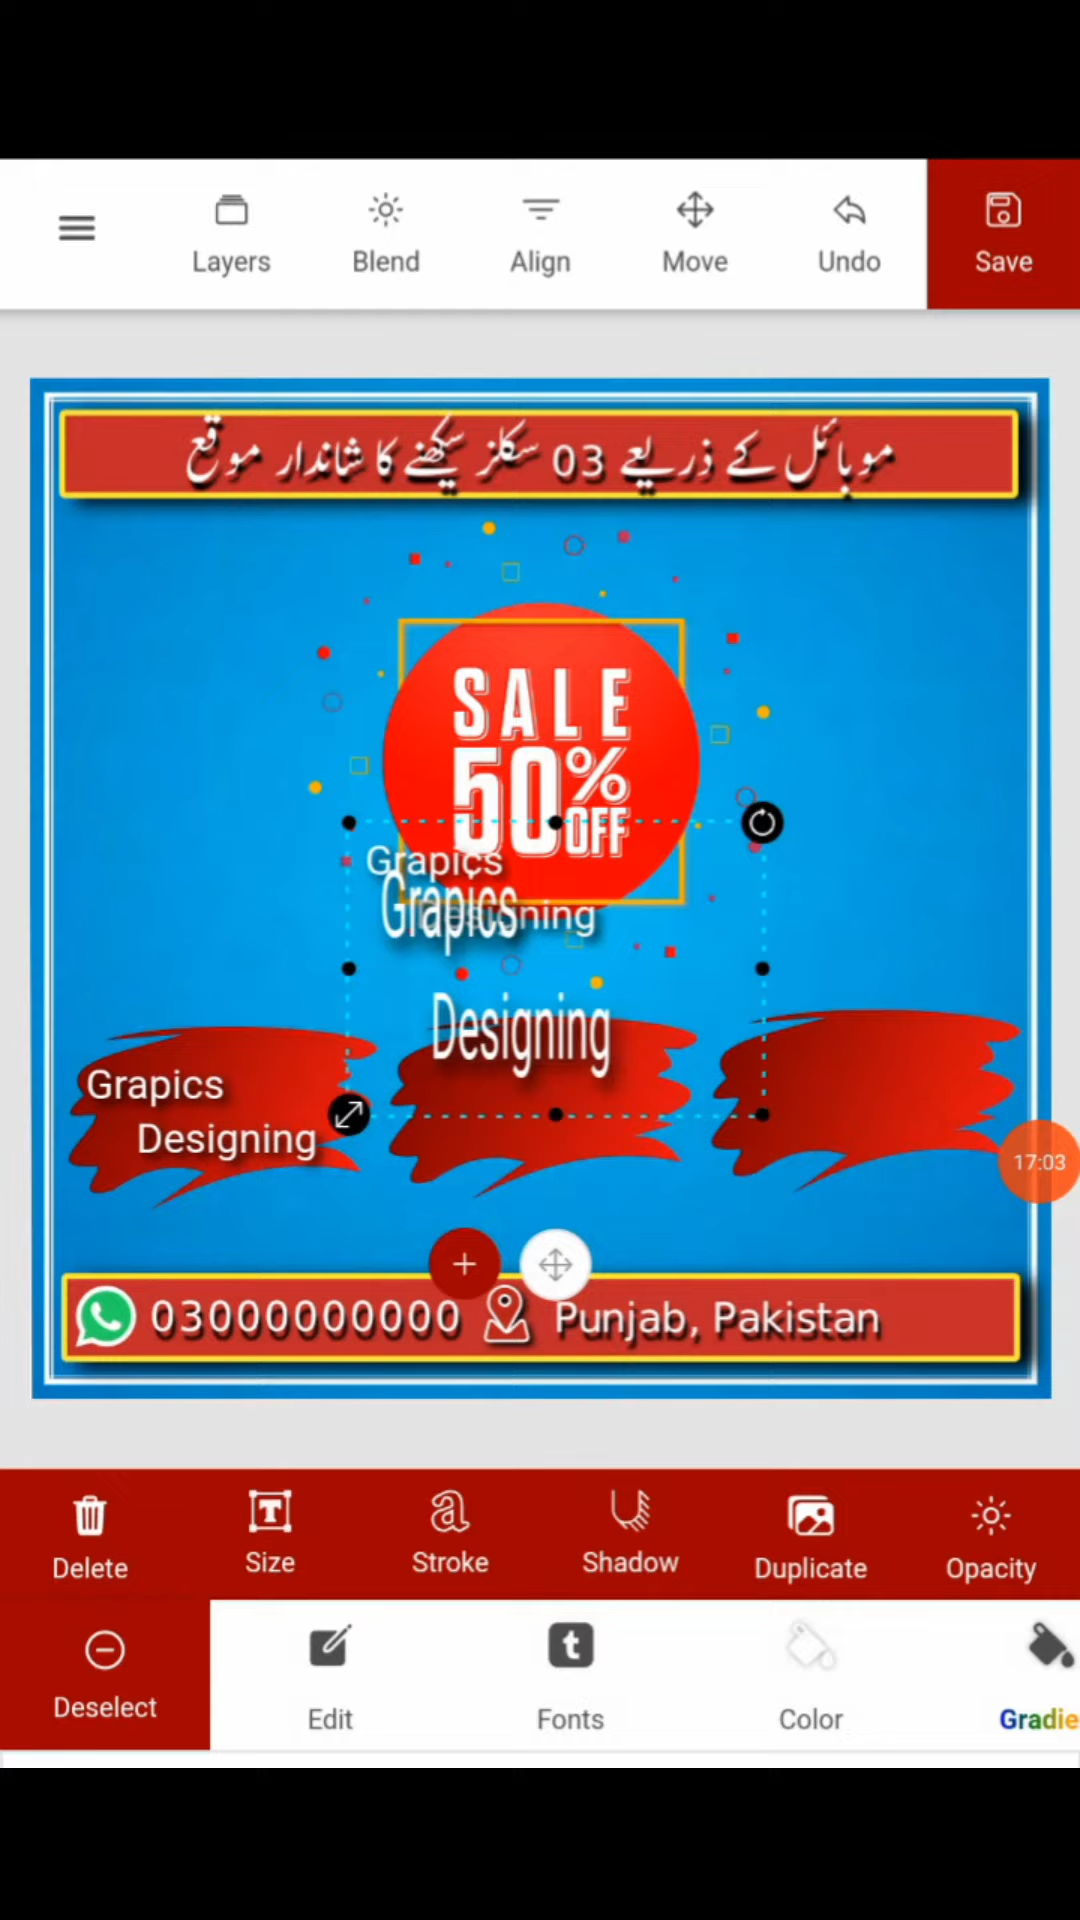 Layers
Blend
Align
Move
Undo
Save
موبائل کے ذریعے 03 سکلز سیکھنے کا شاندار موقع
SALE
50%
OFF
Grapics
Designing
Grapics
Designing
Grapics
Designing
17:03
03000000000
Punjab, Pakistan
Delete
Size
Stroke
Shadow
Duplicate
Opacity
Deselect
Edit
Fonts
Color
Gradie